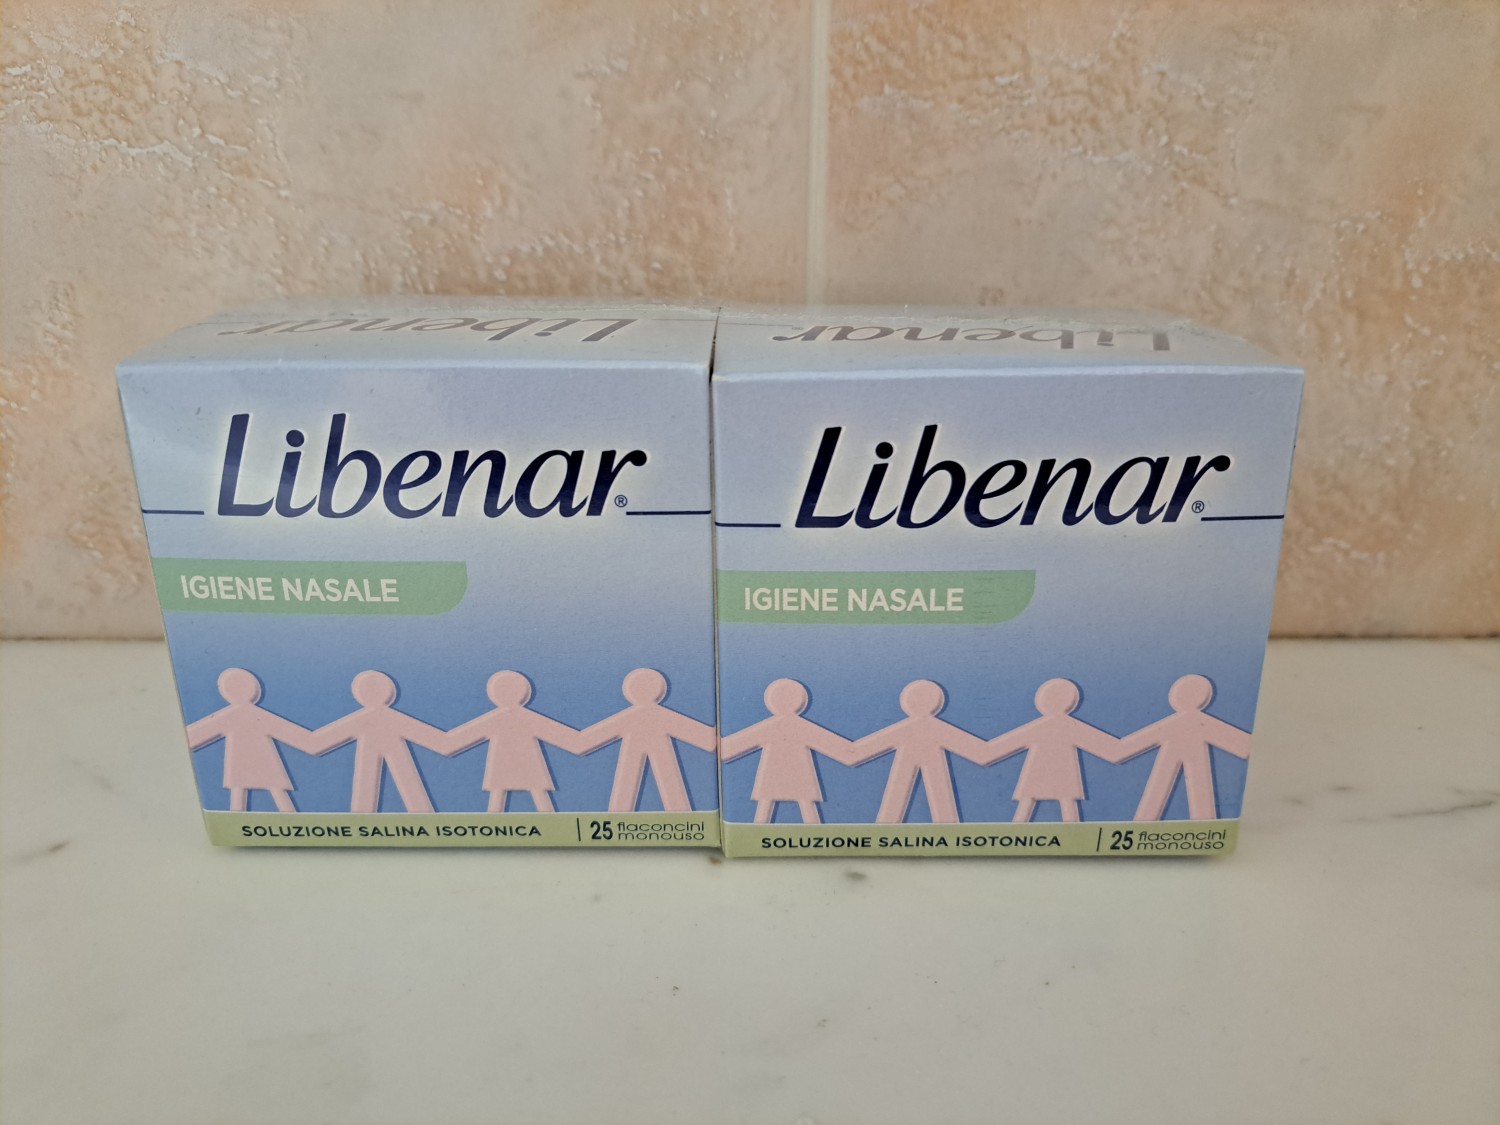 Libenar
Libenar
Libenar®
IGIENE NASALE
SOLUZIONE SALINA ISOTONICA | 25 flaconcini
monouso
Libenar®
IGIENE NASALE
SOLUZIONE SALINA ISOTONICA | 25 flaconcini
monouso